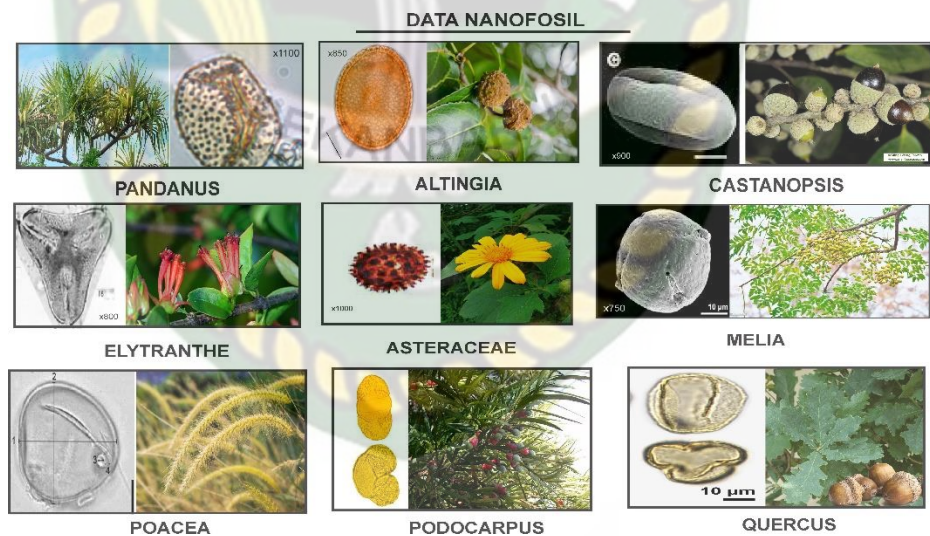 DATA NANOFOSIL
x1100
x850
C
x900
PANDANUS
ALTINGIA
CASTANOPSIS
x800
x1000
x750
10 µm
ELYTRANTHE
ASTERACEAE
MELIA
2
1
3
4
10 µm
POACEA
PODOCARPUS
QUERCUS